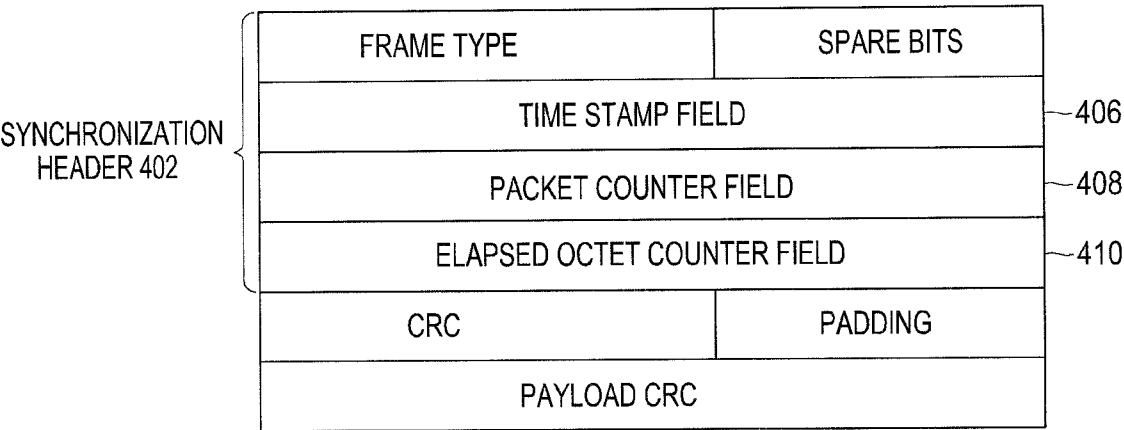 FRAME TYPE
SPARE BITS
TIME STAMP FIELD
406
SYNCHRONIZATION
HEADER 402
PACKET COUNTER FIELD
408
ELAPSED OCTET COUNTER FIELD
410
CRC
PADDING
PAYLOAD CRC